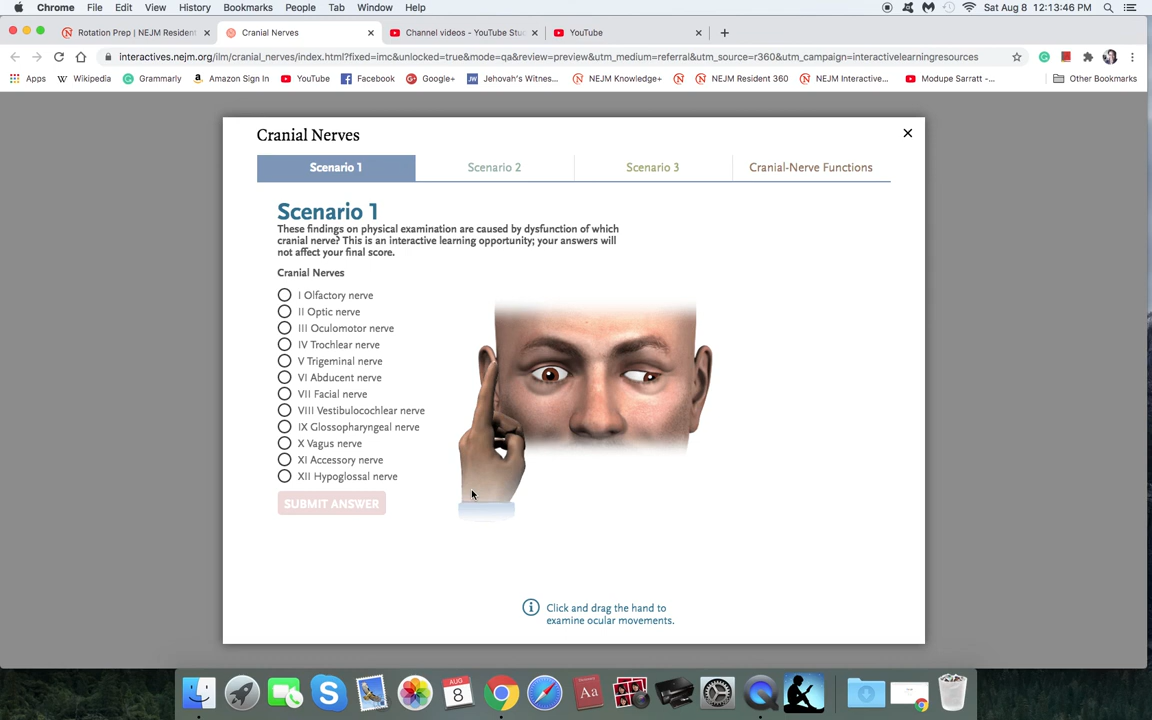 Chrome File Edit View History Bookmarks People Tab Window Help Sat Aug 8 12:13:46 PM
Rotation Prep | NEJM Resident Cranial Nerves Channel videos - YouTube Stu YouTube
interactives.nejm.org/ilm/cranial_nerves/index.html?fixed=imc&unlocked=true&mode=qa&review=preview&utm_medium=referral&utm_source=r360&utm_campaign=interactivelearningresources
Apps Wikipedia Grammarly Amazon Sign In YouTube Facebook Google+ Jehovah's Witnes... NEJM Knowledge+ NEJM Resident 360 NEJM Interactive... Modupe Sarratt -... Other Bookmarks
Cranial Nerves
Scenario 1 Scenario 2 Scenario 3 Cranial-Nerve Functions
Scenario 1
These findings on physical examination are caused by dysfunction of which
cranial nerve? This is an interactive learning opportunity; your answers will
not affect your final score.
Cranial Nerves
I Olfactory nerve
II Optic nerve
III Oculomotor nerve
IV Trochlear nerve
V Trigeminal nerve
VI Abducent nerve
VII Facial nerve
VIII Vestibulocochlear nerve
IX Glossopharyngeal nerve
X Vagus nerve
XI Accessory nerve
XII Hypoglossal nerve
SUBMIT ANSWER
Click and drag the hand to
examine ocular movements.
AUG
8
Aa